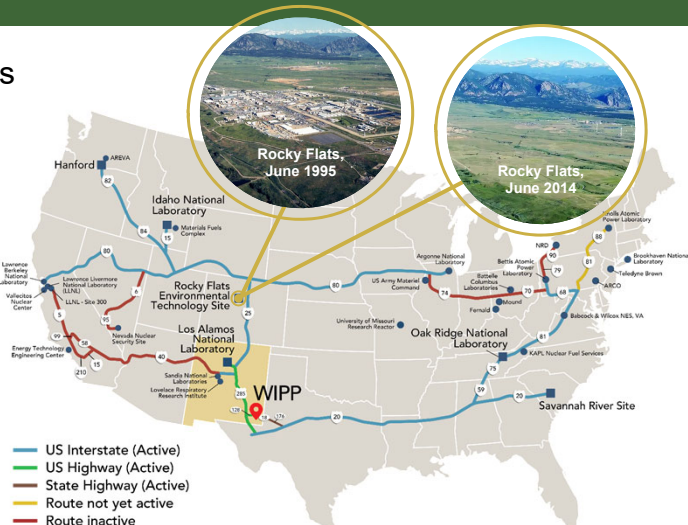 s
Rocky Flats,
June 1995
Rocky Flats,
June 2014
Hanford
AREVA
82
84
Idaho National
Laboratory
15
Materials Fuels
Complex
80
Lawrence
Berkeley
National
Laboratory
Lawrence Livermore
National Laboratory
(LLNL)
LLNL - Site 300
Vallecitos
Nuclear
Center
6
5
95
Nevada Nuclear
Security Site
99
58
15
210
Energy Technology
Engineering Center
40
Rocky Flats
Environmental
Technology Site
25
Los Alamos
National
Laboratory
Sandia National
Laboratories
Lovelace Respiratory
Research Institute
285
WIPP
128
18
176
20
80
Argonne National
Laboratory
US Army Material
Command
74
Battelle
Columbus
Laboratories
70
Mound
Fernald
University of Missouri
Research Reactor
Bettis Atomic
Power
Laboratory
NRD
90
79
68
88
81
Knolls Atomic
Power Laboratory
Brookhaven National
Laboratory
Teledyne Brown
ARCO
Babcock & Wilcox NES, VA
81
KAPL Nuclear Fuel Services
Oak Ridge National
Laboratory
75
59
20
Savannah River Site
US Interstate (Active)
US Highway (Active)
State Highway (Active)
Route not yet active
Route inactive